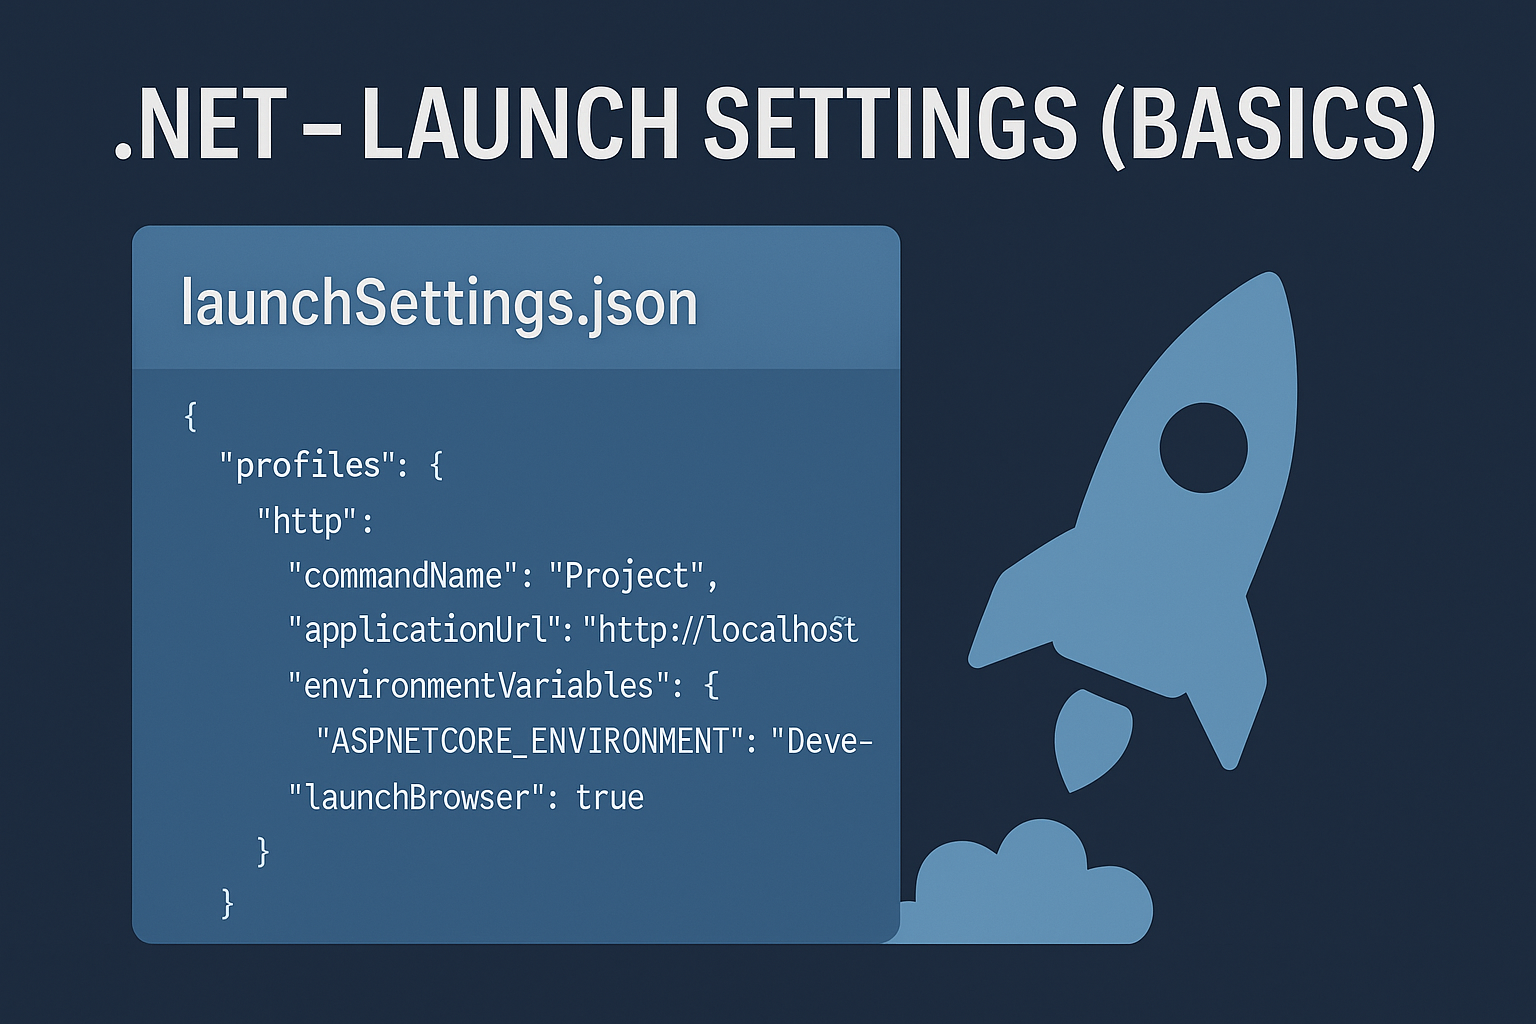 .NET – LAUNCH SETTINGS (BASICS)
launchSettings.json
{
"profiles": {
"http":
"commandName": "Project",
"applicationUrl": "http://localhost
"environmentVariables": {
"ASPNETCORE_ENVIRONMENT": "Deve–
"launchBrowser": true
}
}